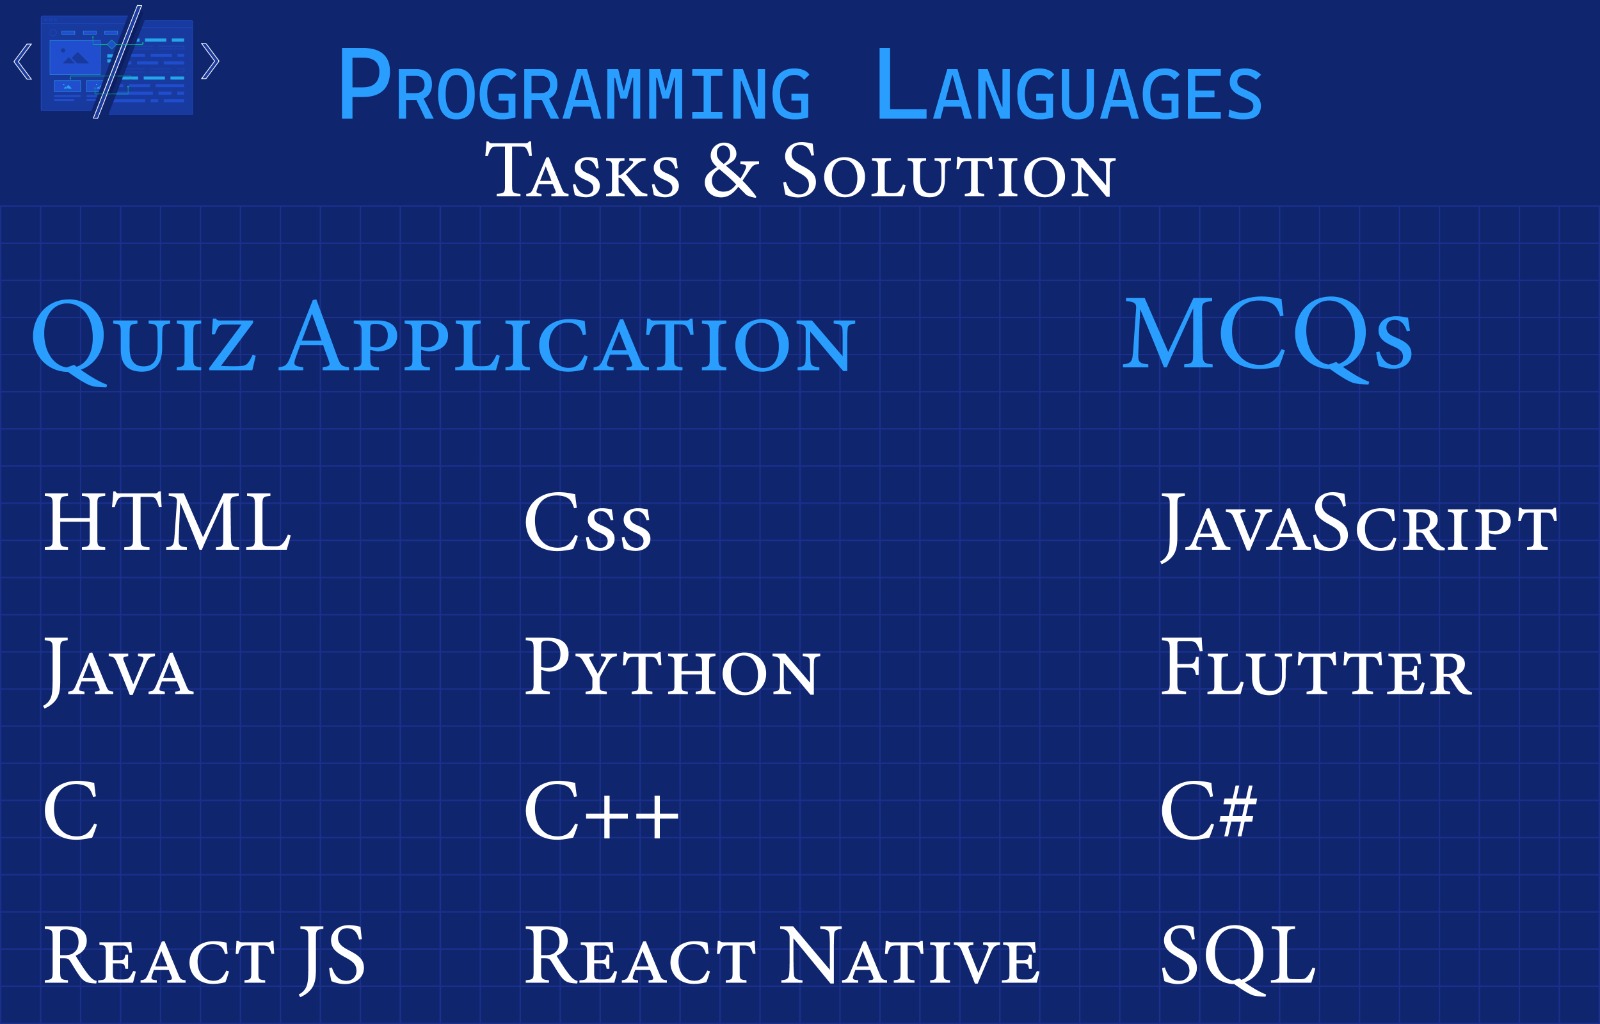 Programming Languages
Tasks & Solution
Quiz Application MCQs
HTML Css JavaScript
Java Python Flutter
C C++ C#
React JS React Native SQL